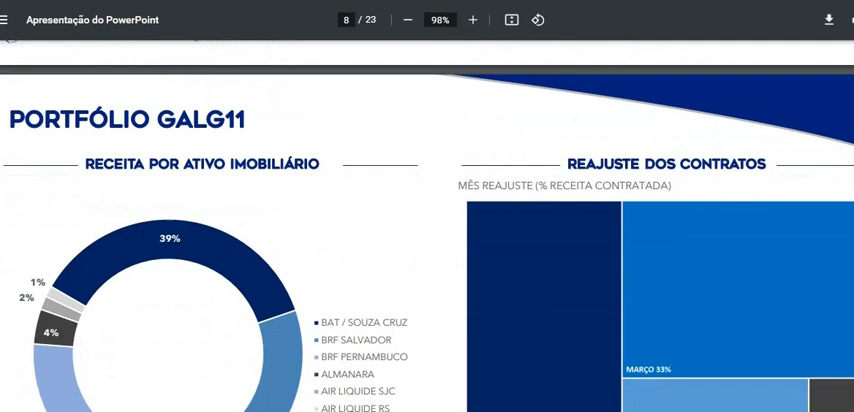 Apresentação do PowerPoint
8 / 23
98%
PORTFÓLIO GALG11
RECEITA POR ATIVO IMOBILIÁRIO
39%
1%
2%
4%
BAT / SOUZA CRUZ
BRF SALVADOR
BRF PERNAMBUCO
ALMANARA
AIR LIQUIDE SJC
AIR LIQUIDE RS
REAJUSTE DOS CONTRATOS
MÊS REAJUSTE (% RECEITA CONTRATADA)
MARÇO 33%